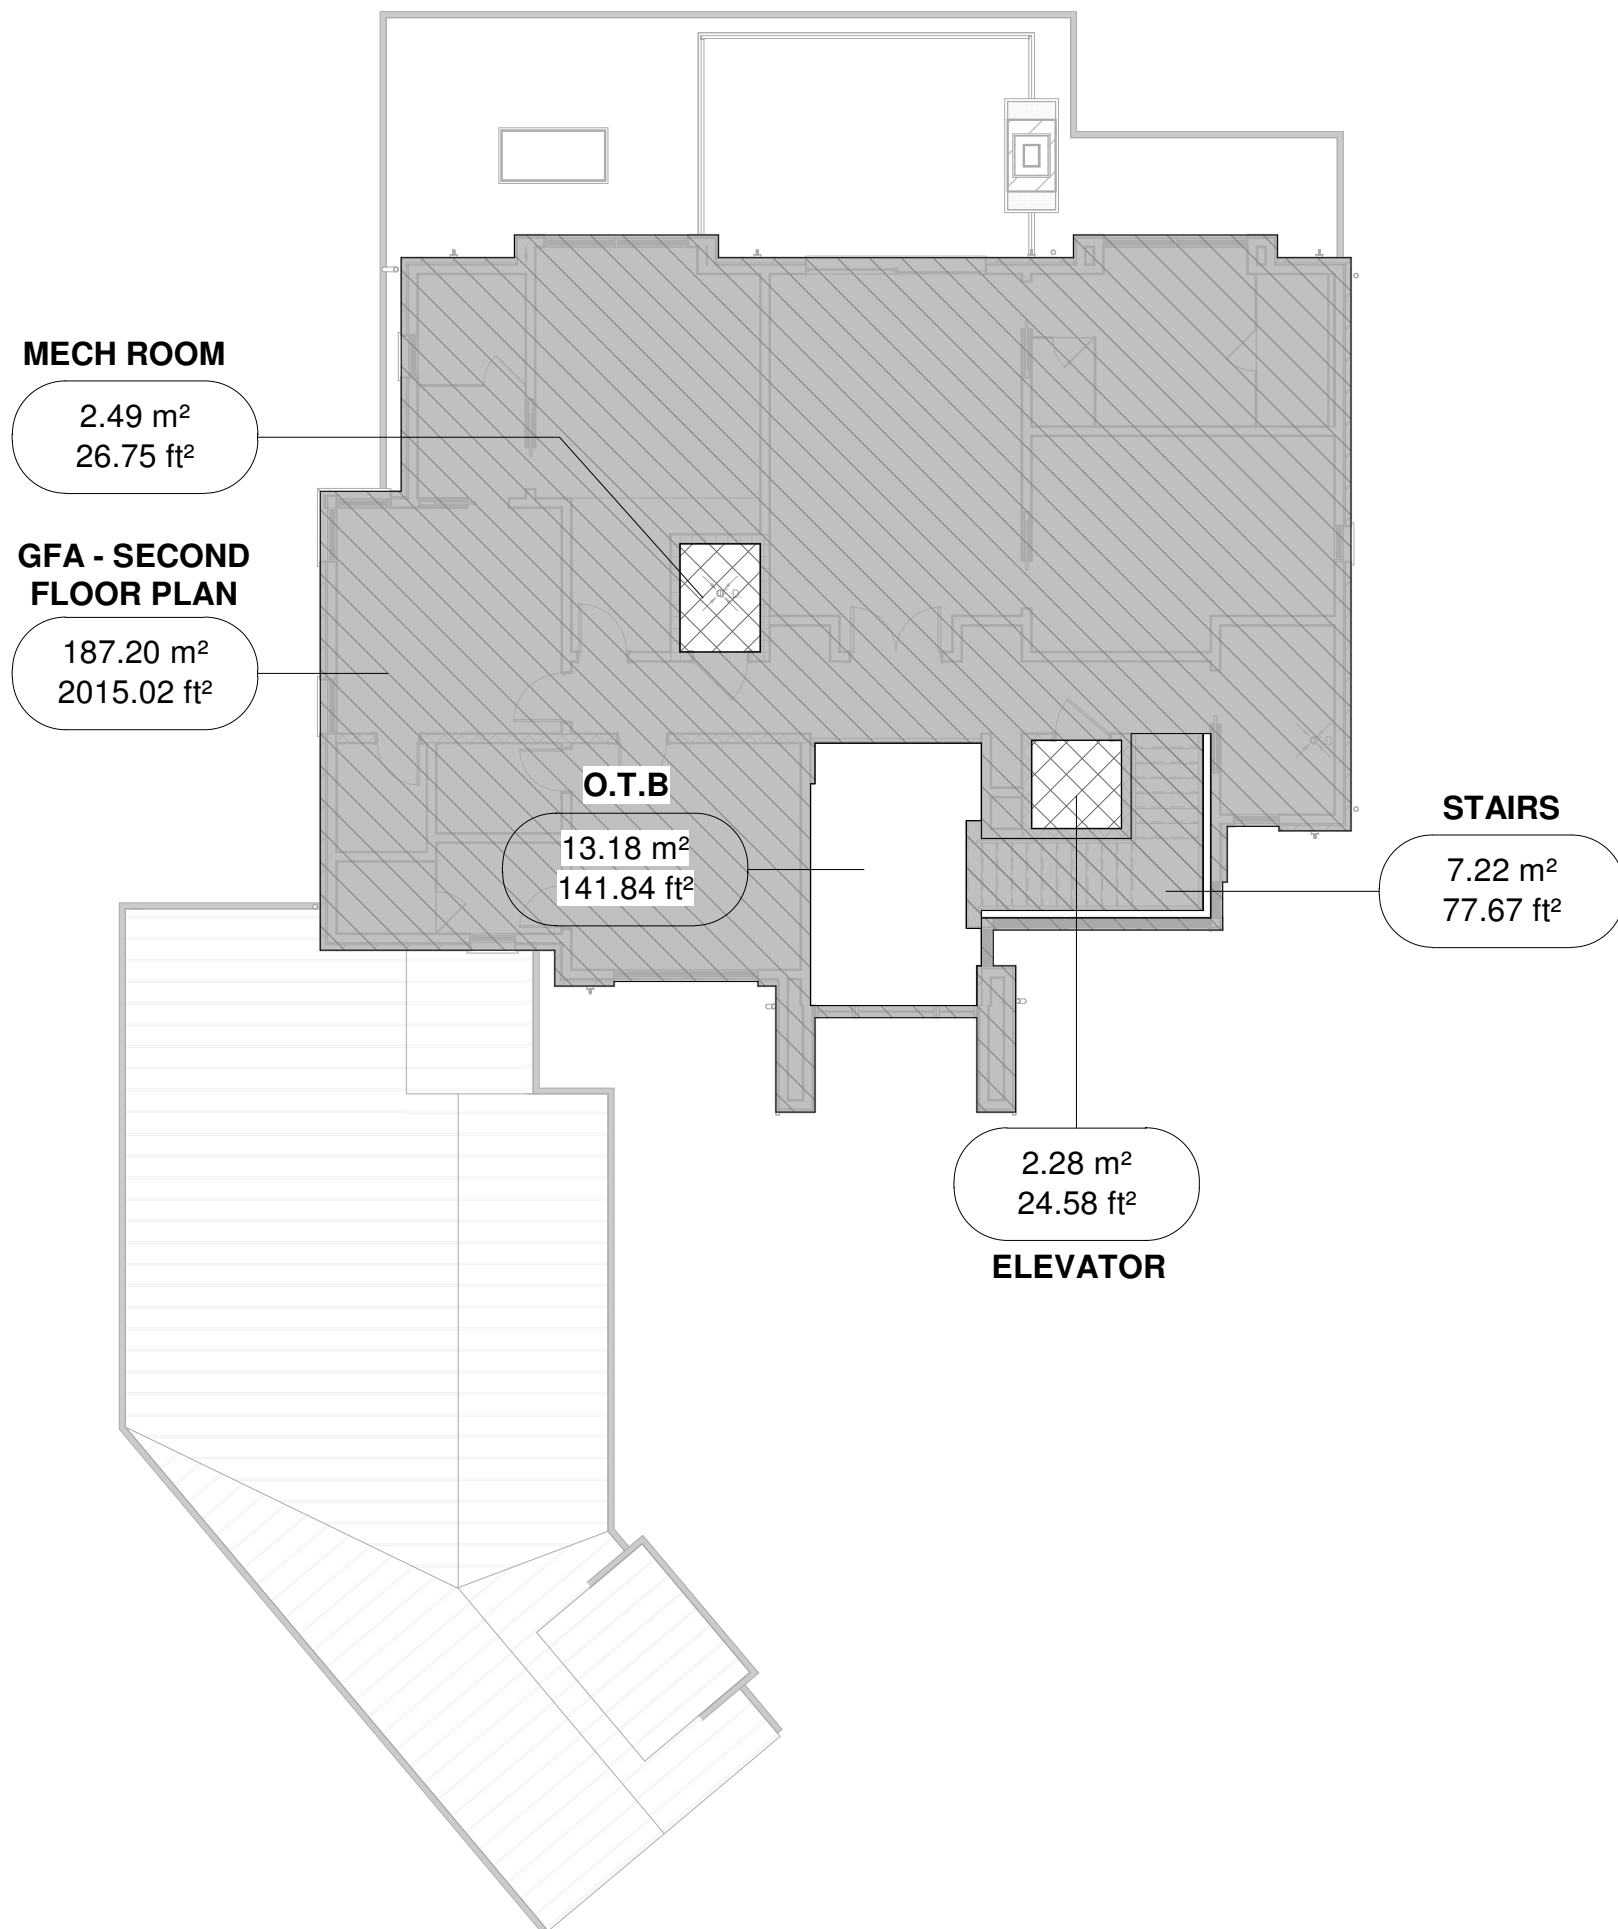 MECH ROOM
2.49 m²
26.75 ft²
GFA - SECOND
FLOOR PLAN
187.20 m²
2015.02 ft²
O.T.B
13.18 m²
141.84 ft²
STAIRS
7.22 m²
77.67 ft²
2.28 m²
24.58 ft²
ELEVATOR